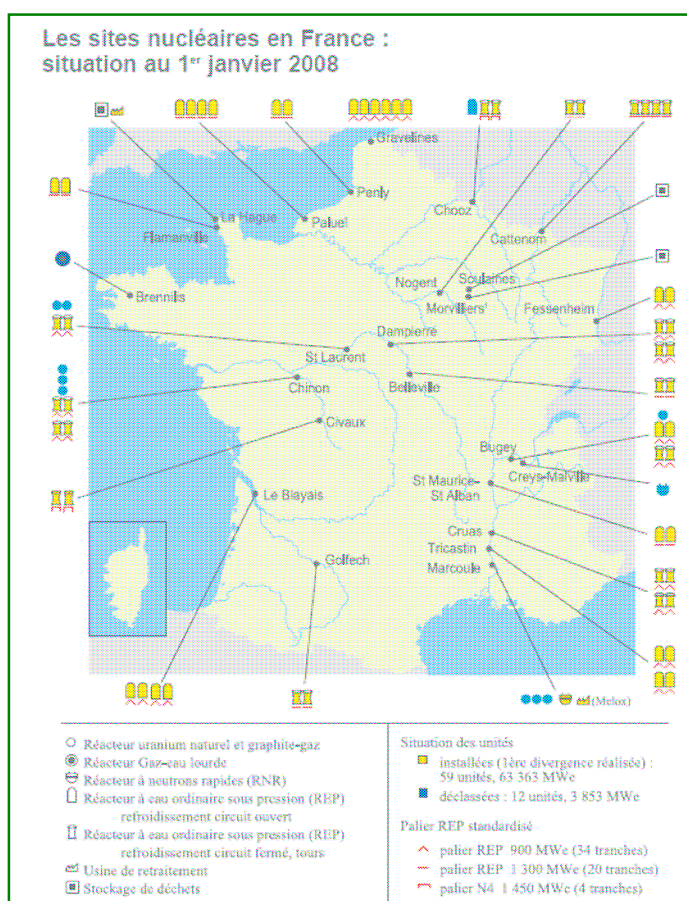 Les sites nucléaires en France :
situation au 1er janvier 2008
Gravelines
Penly
La Hague
Paluel
Chooz
Flamanville
Cattenom
Nogent
Soulaines
Brennilis
Morvilliers'
Fessenheim
Dampierre
St Laurent
Chinon
Belleville
Civaux
Bugey
Creys-Malville
St Maurice-
St Alban
Le Blayais
Cruas
Golfech
Tricastin
Marcoule
(Melox)
Réacteur uranium naturel et graphite-gaz
Réacteur Gaz-eau lourde
Réacteur à neutrons rapides (RNR)
Réacteur à eau ordinaire sous pression (REP)
refroidissement circuit ouvert
Réacteur à eau ordinaire sous pression (REP)
refroidissement circuit fermé, tours
Usine de retraitement
Stockage de déchets
Situation des unités
installées (1ère divergence réalisée) :
59 unités, 63 363 MWe
déclassées : 12 unités, 3 853 MWe
Palier REP standardisé
palier REP 900 MWe (34 tranches)
palier REP 1 300 MWe (20 tranches)
palier N4 1 450 MWe (4 tranches)